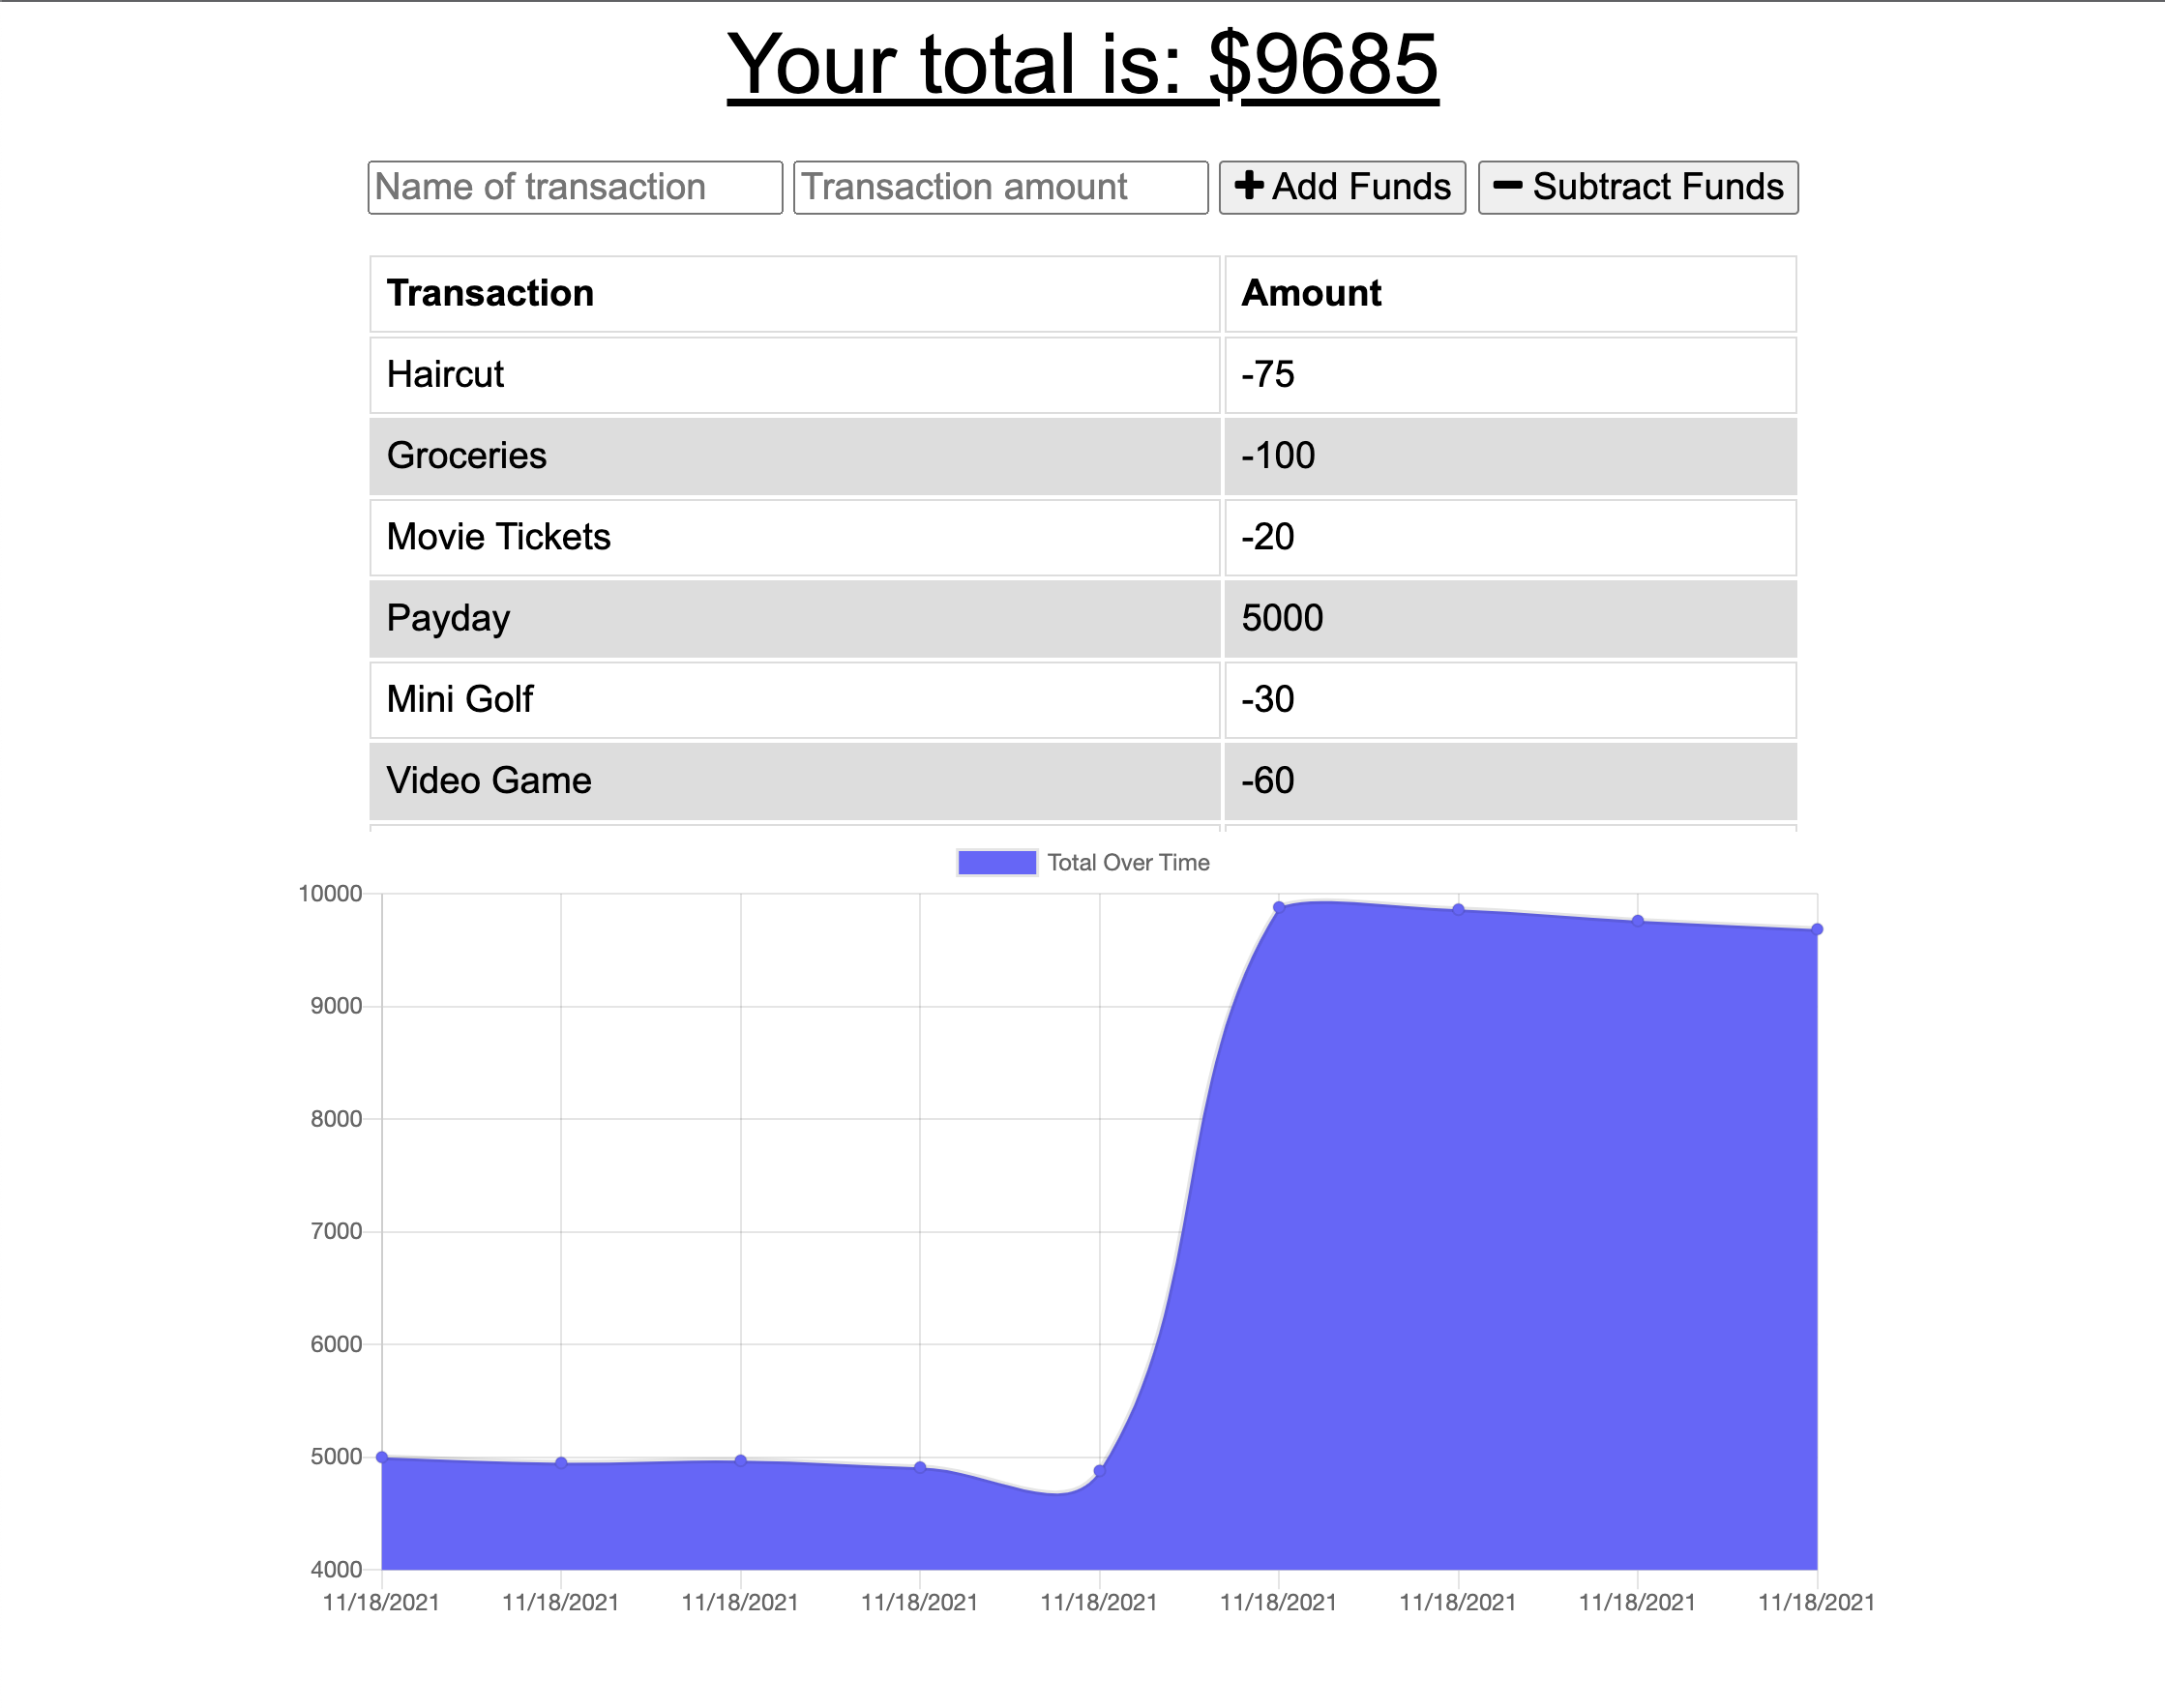 Your total is: $9685
Name of transaction Transaction amount Add Funds Subtract Funds
Transaction Amount
Haircut -75
Groceries -100
Movie Tickets -20
Payday 5000
Mini Golf -30
Video Game -60
Total Over Time
10000
9000
8000
7000
6000
5000
4000
11/18/2021 11/18/2021 11/18/2021 11/18/2021 11/18/2021 11/18/2021 11/18/2021 11/18/2021 11/18/2021